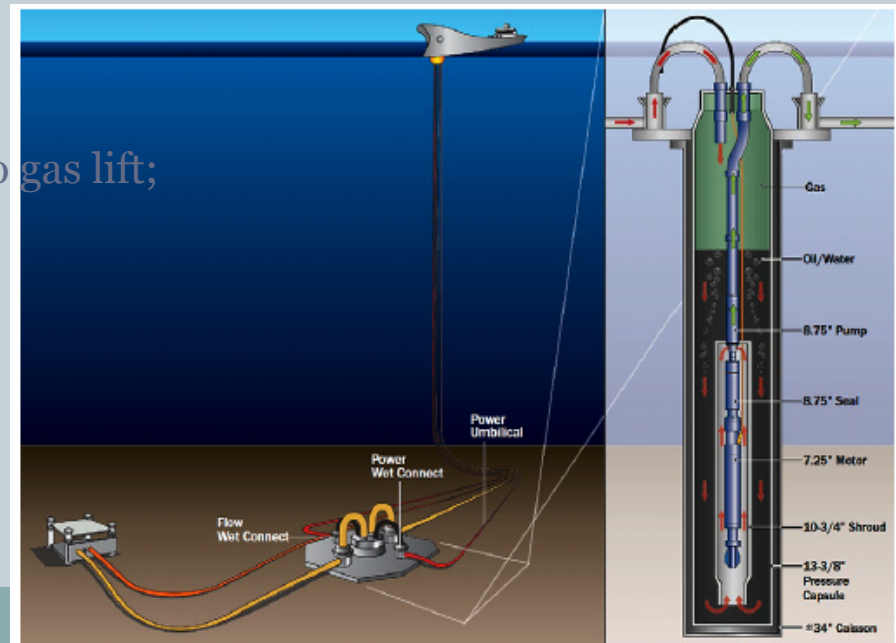 gas lift;
Power
Umbilical
Power
Wet Connect
Flow
Wet Connect
Gas
Oil/Water
8.75" Pump
8.75" Seal
7.25" Motor
10-3/4" Shroud
13-3/8"
Pressure
Capsule
±34" Caisson